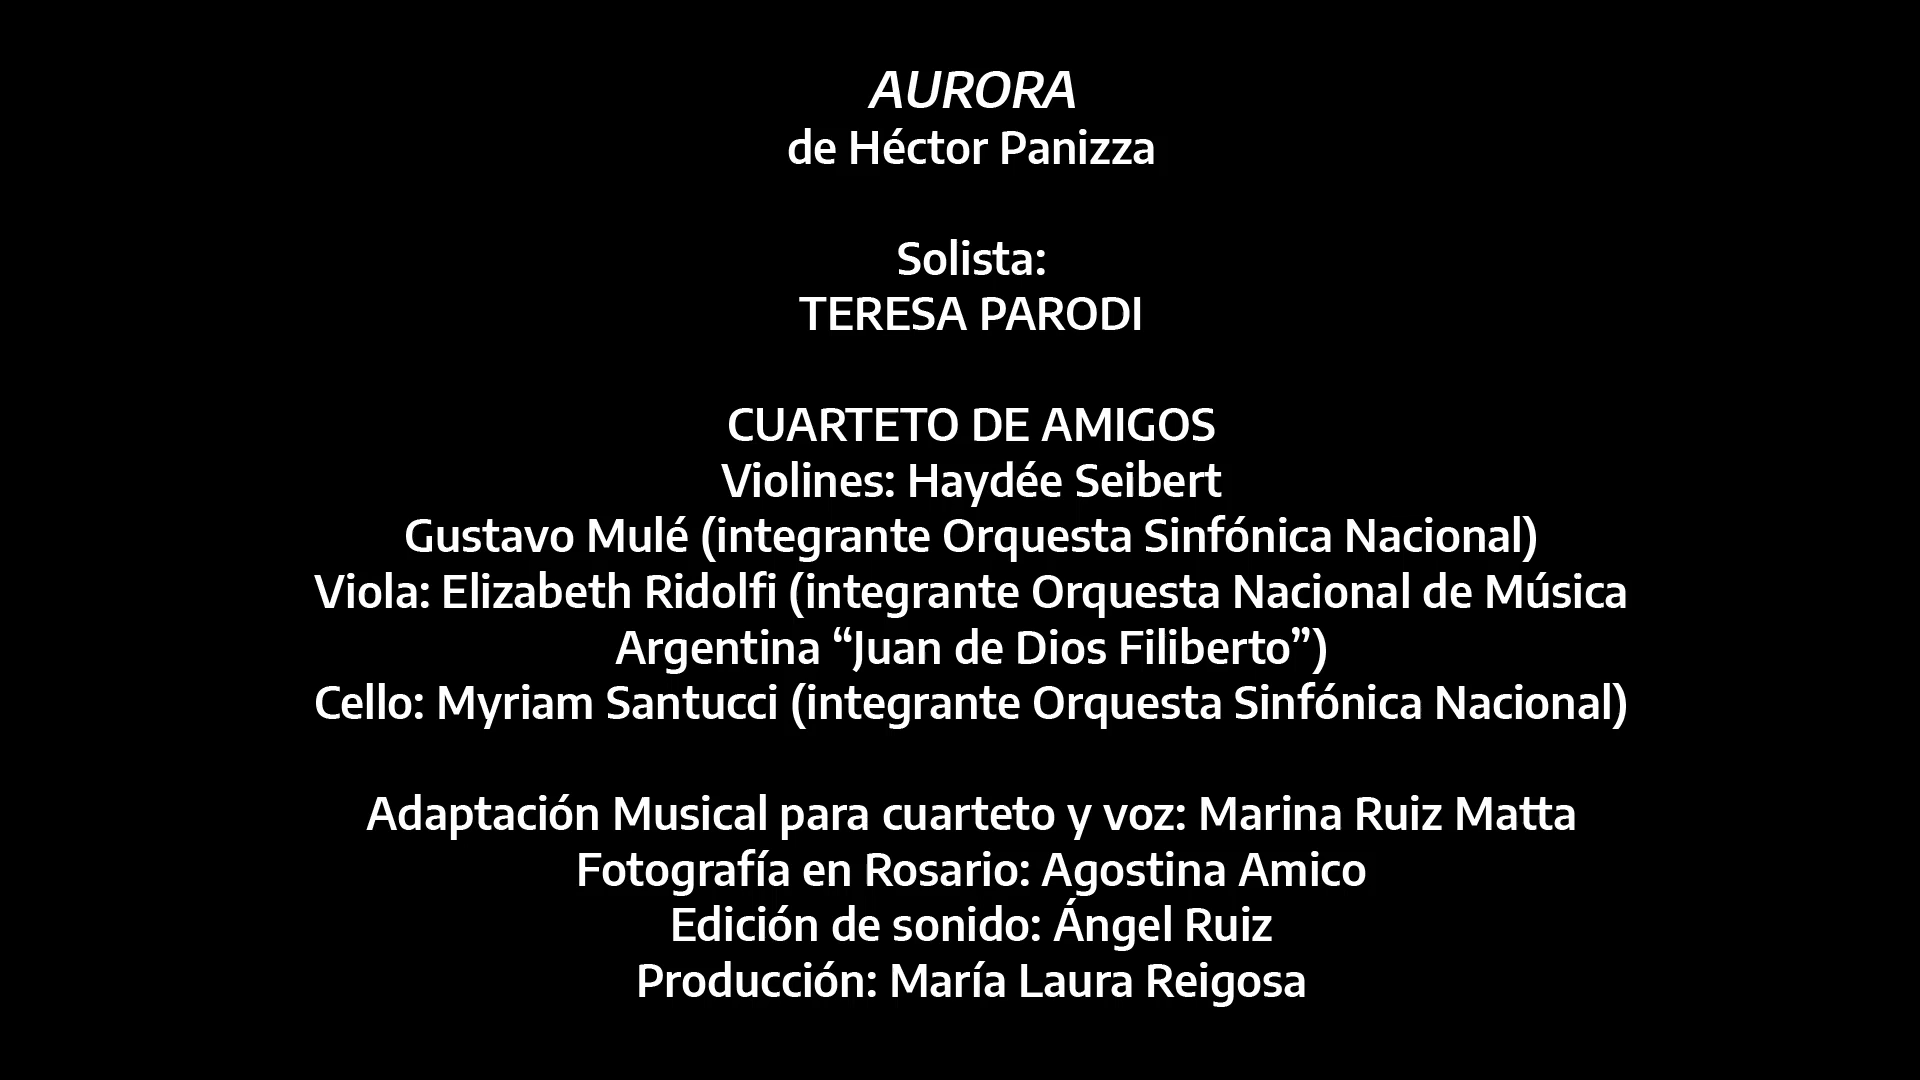 AURORA
de Héctor Panizza
Solista:
TERESA PARODI
CUARTETO DE AMIGOS
Violines: Haydée Seibert
Gustavo Mulé (integrante Orquesta Sinfónica Nacional)
Viola: Elizabeth Ridolfi (integrante Orquesta Nacional de Música
Argentina “Juan de Dios Filiberto”)
Cello: Myriam Santucci (integrante Orquesta Sinfónica Nacional)
Adaptación Musical para cuarteto y voz: Marina Ruiz Matta
Fotografía en Rosario: Agostina Amico
Edición de sonido: Ángel Ruiz
Producción: María Laura Reigosa